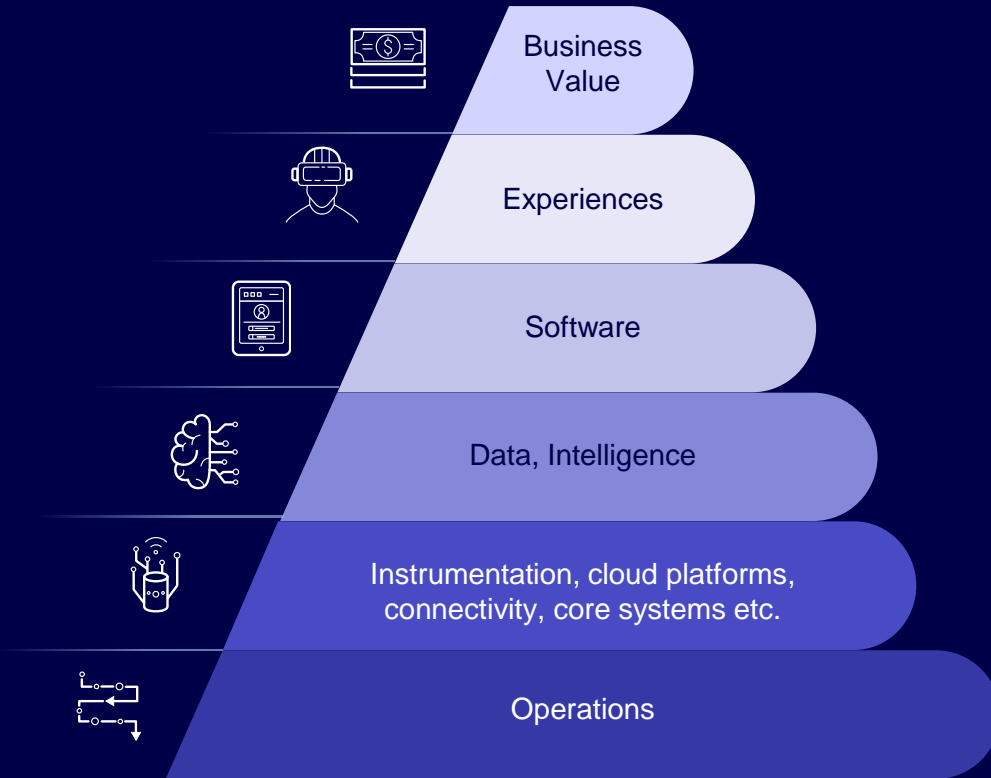 Business
Value
Experiences
Software
Data, Intelligence
Instrumentation, cloud platforms,
connectivity, core systems etc.
Operations